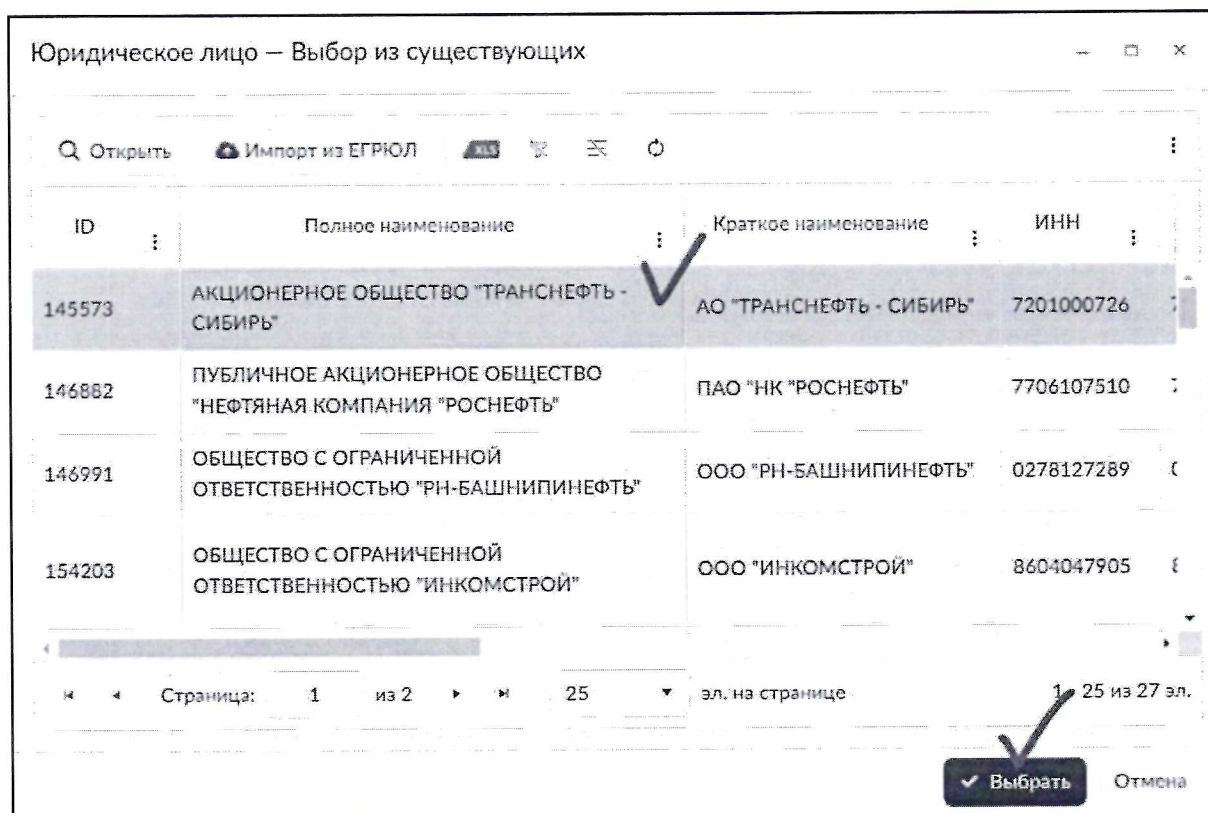 Юридическое лицо — Выбор из существующих
Открыть Импорт из ЕГРЮЛ XLS
ID Полное наименование Краткое наименование ИНН
145573 АКЦИОНЕРНОЕ ОБЩЕСТВО "ТРАНСНЕФТЬ - СИБИРЬ" АО "ТРАНСНЕФТЬ - СИБИРЬ" 7201000726
146882 ПУБЛИЧНОЕ АКЦИОНЕРНОЕ ОБЩЕСТВО "НЕФТЯНАЯ КОМПАНИЯ "РОСНЕФТЬ" ПАО "НК "РОСНЕФТЬ" 7706107510
146991 ОБЩЕСТВО С ОГРАНИЧЕННОЙ ОТВЕТСТВЕННОСТЬЮ "РН-БАШНИПИНЕФТЬ" ООО "РН-БАШНИПИНЕФТЬ" 0278127289
154203 ОБЩЕСТВО С ОГРАНИЧЕННОЙ ОТВЕТСТВЕННОСТЬЮ "ИНКОМСТРОЙ" ООО "ИНКОМСТРОЙ" 8604047905
Страница: 1 из 2 25 эл. на странице 1 - 25 из 27 эл.
Выбрать Отмена